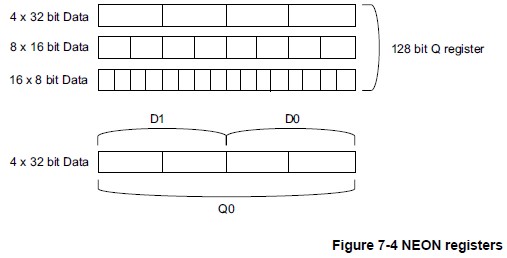 4 x 32 bit Data
8 x 16 bit Data
128 bit Q register
16 x 8 bit Data
D1 D0
4 x 32 bit Data
Q0
Figure 7-4 NEON registers